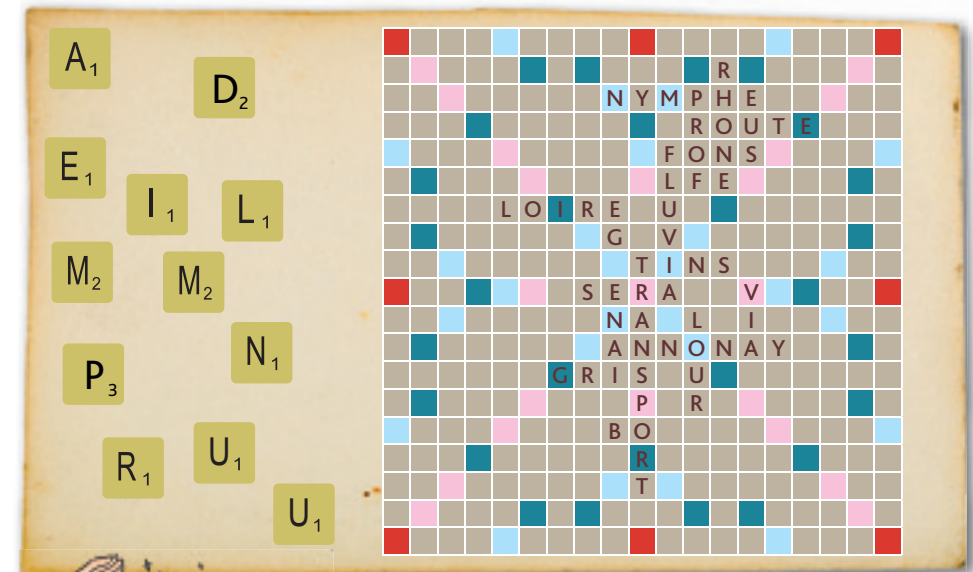 A1
D2
E1
I1
L1
M2
M2
N1
P3
R1
U1
U1
R
NYMPHE
ROUTE
FONS
LFE
LOIRE U
G V
TINS
SERA V
NA L I
ANNONAY
GRIS U
P R
BO
R
T